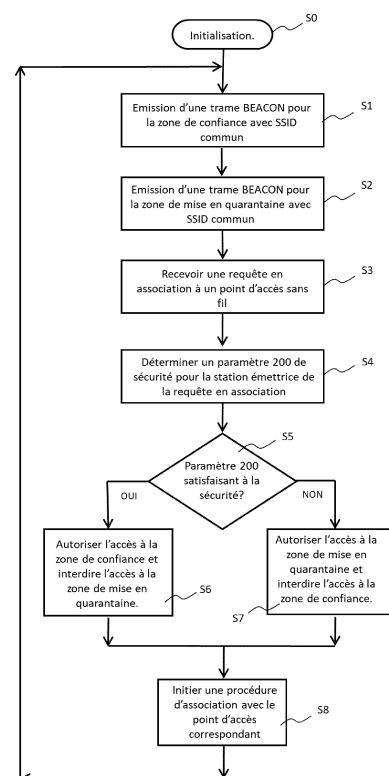 S0
Initialisation.
Emission d'une trame BEACON pour
la zone de confiance avec SSID
commun
S1
Emission d'une trame BEACON pour
la zone de mise en quarantaine avec
SSID commun
S2
Recevoir une requête en
association à un point d'accès sans
fil
S3
Déterminer un paramètre 200 de
sécurité pour la station émettrice de
la requête en association
S4
S5
Paramètre 200
satisfaisant à la
sécurité?
OUI
NON
Autoriser l'accès à la
zone de confiance et
interdire l'accès à la
zone de mise en
quarantaine.
S6
Autoriser l'accès à la
zone de mise en
quarantaine et
interdire l'accès à la
zone de confiance.
S7
Initier une procédure
d'association avec le
point d'accès
correspondant
S8